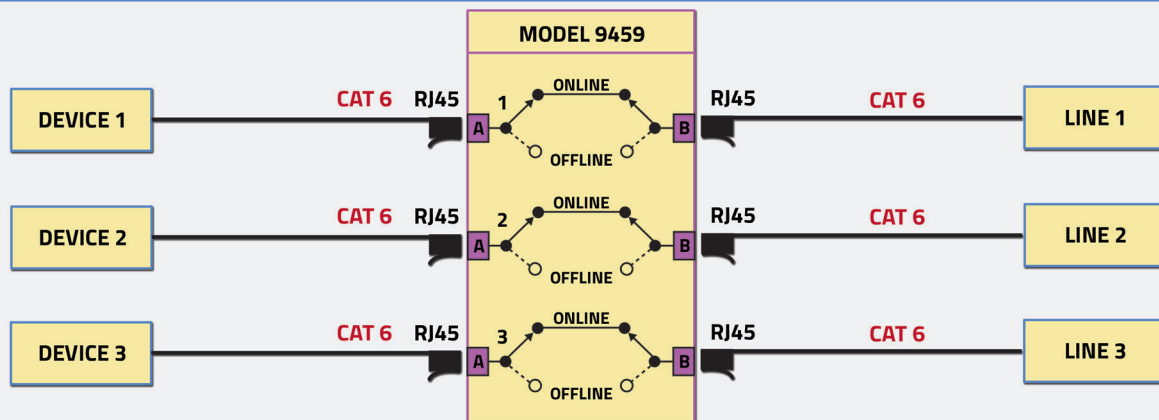 MODEL 9459
DEVICE 1 CAT 6 RJ45 A 1 ONLINE OFFLINE B RJ45 CAT 6 LINE 1
DEVICE 2 CAT 6 RJ45 A 2 ONLINE OFFLINE B RJ45 CAT 6 LINE 2
DEVICE 3 CAT 6 RJ45 A 3 ONLINE OFFLINE B RJ45 CAT 6 LINE 3